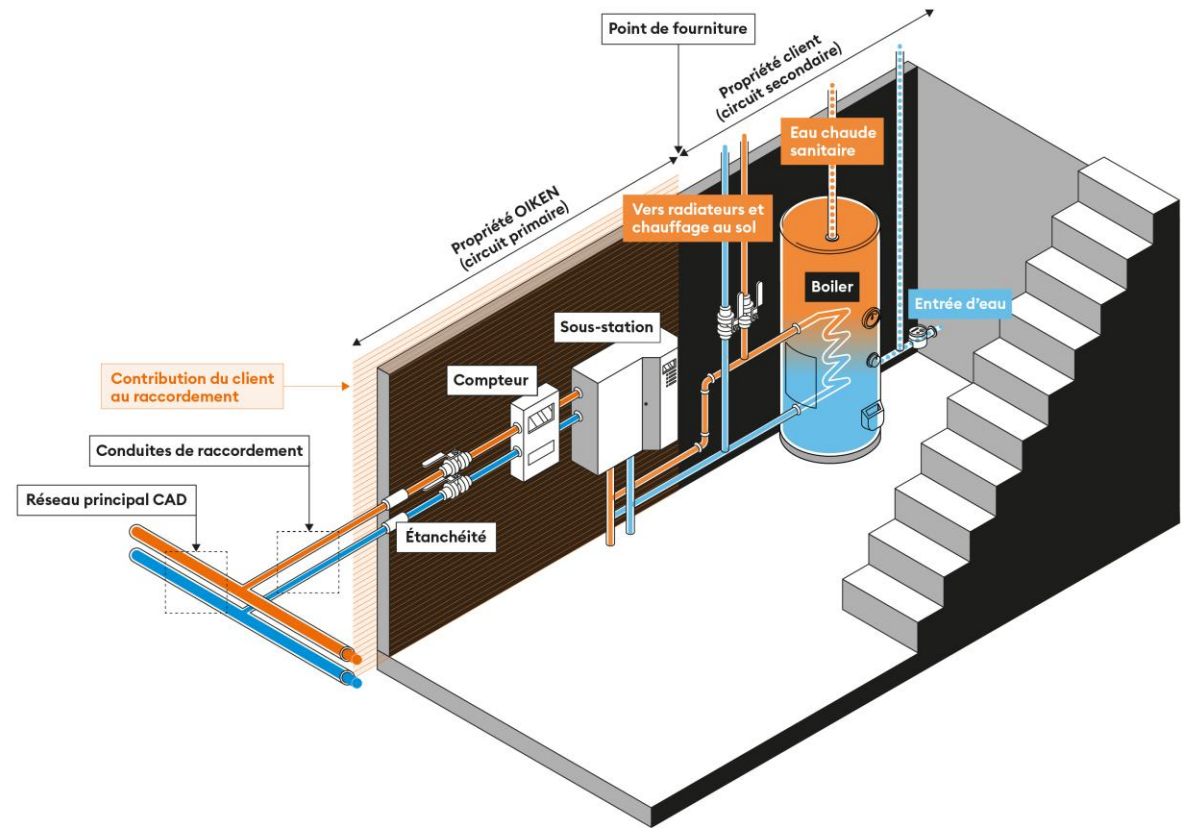 Point de fourniture
Propriété client
(circuit secondaire)
Eau chaude
sanitaire
Propriété OIKEN
(circuit primaire)
Vers radiateurs et
chauffage au sol
Boiler
Entrée d’eau
Sous-station
Compteur
Contribution du client
au raccordement
Conduites de raccordement
Réseau principal CAD
Étanchéité